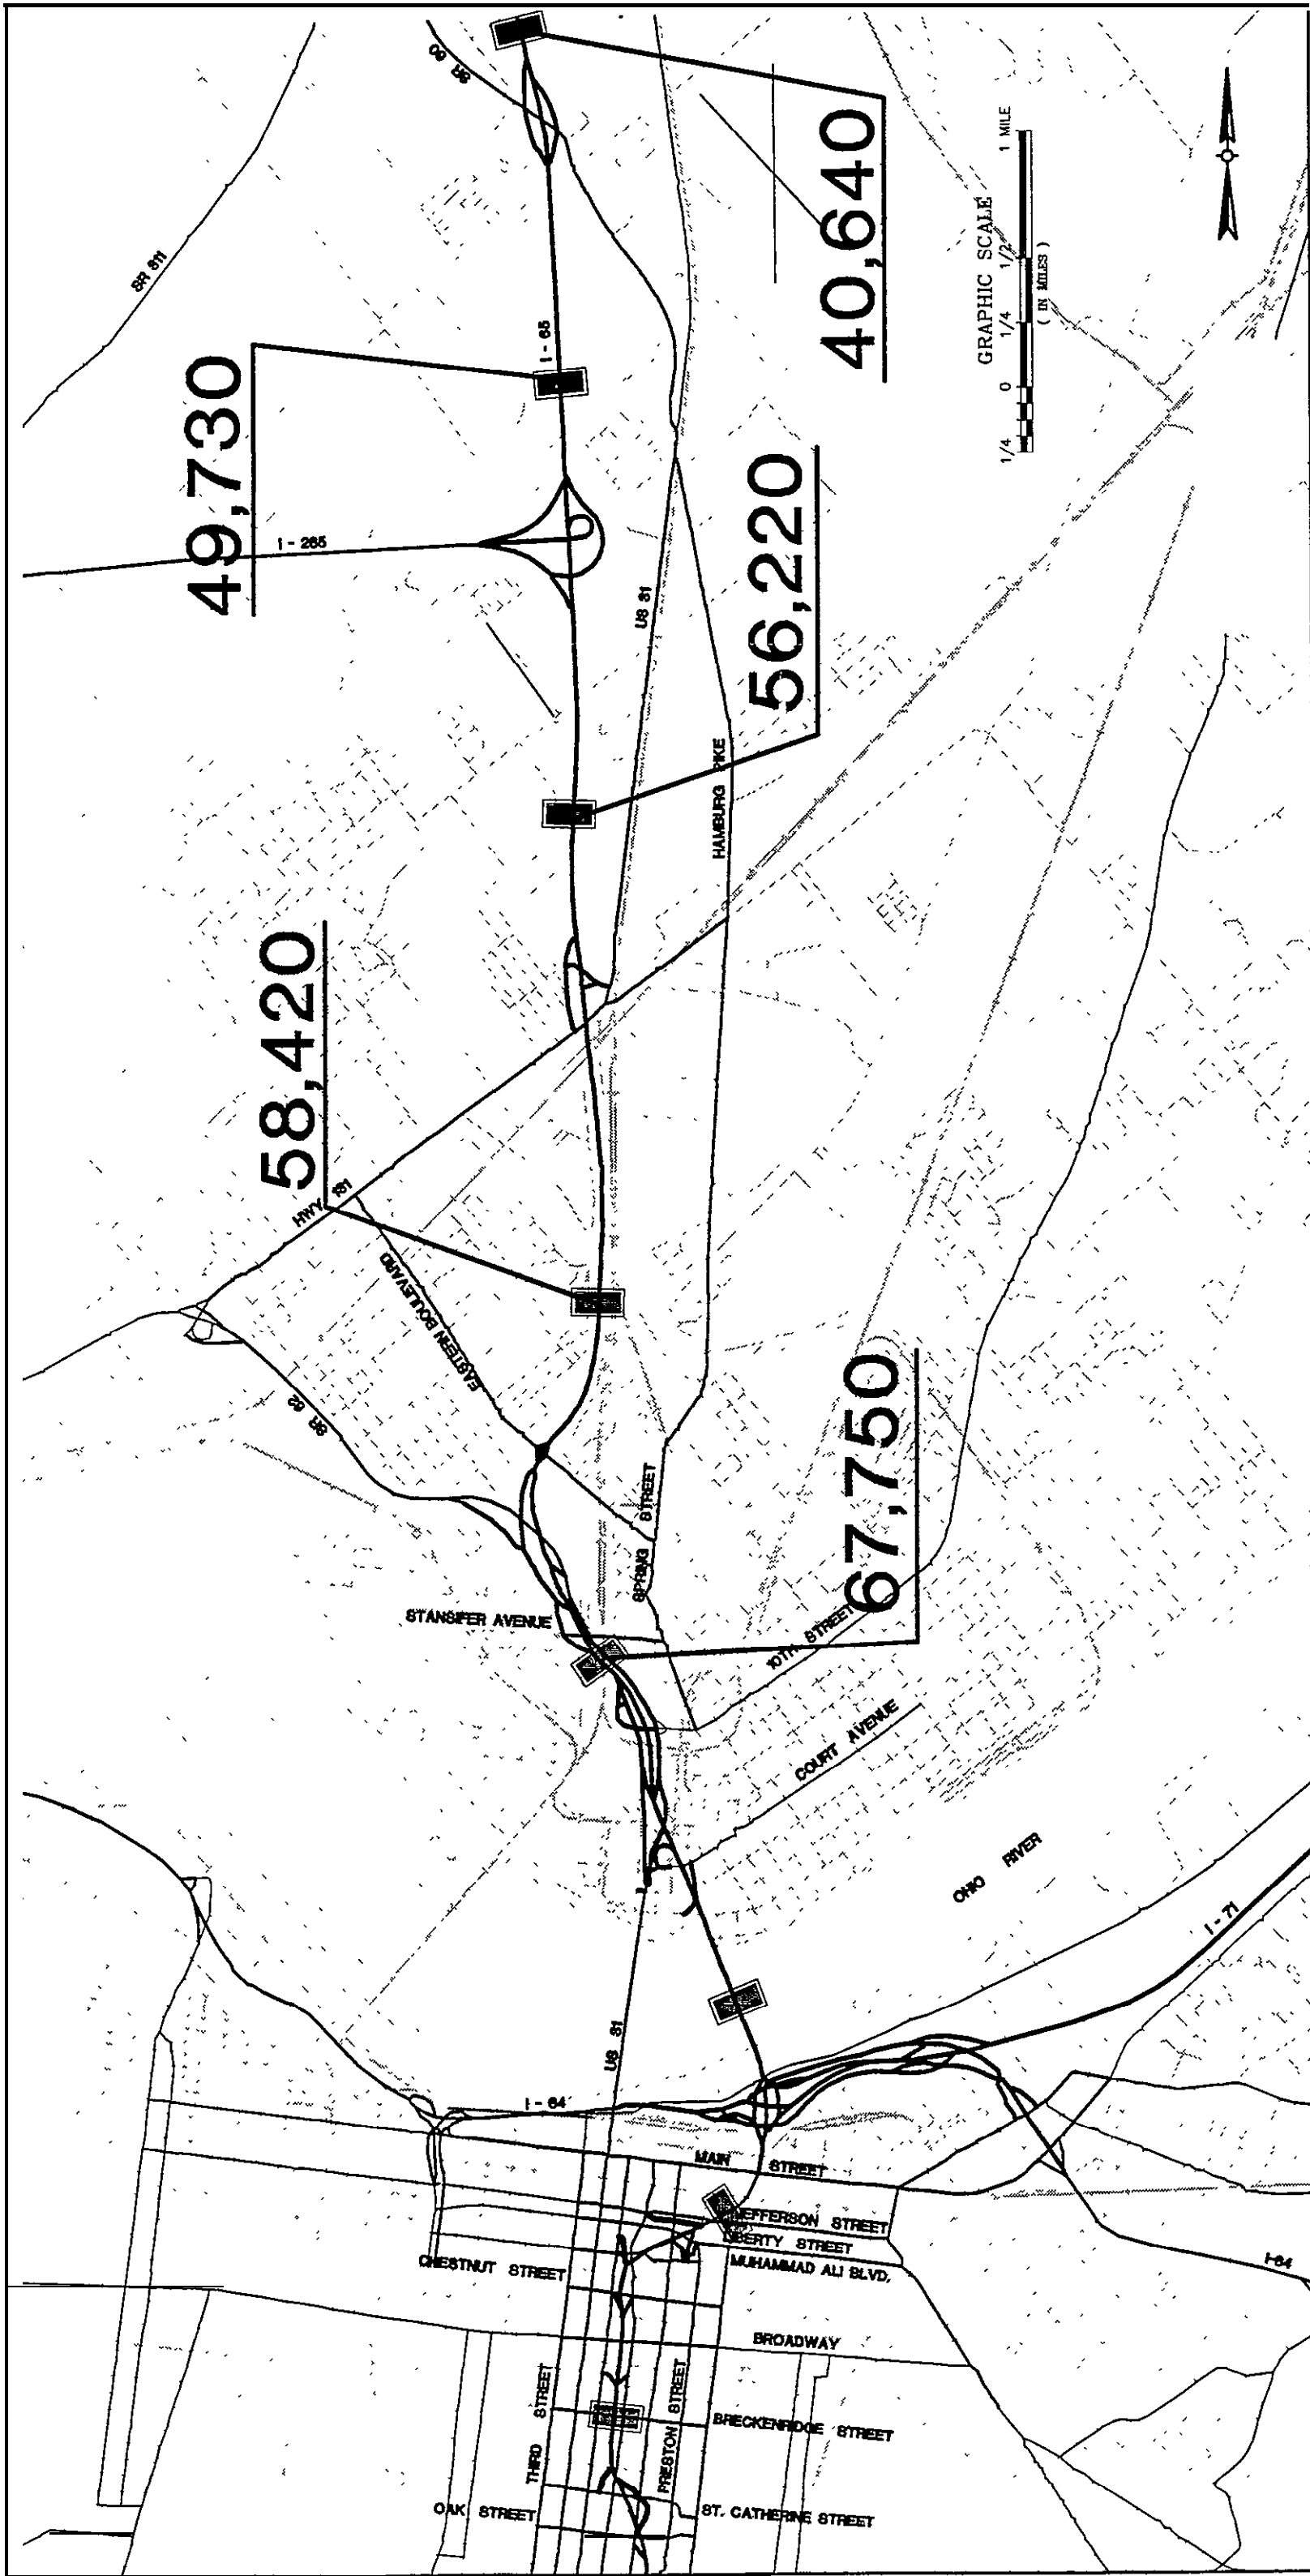 SR 60
SR 311
40,640
GRAPHIC SCALE
1/4 0 1/4 1/2 1 MILE
( IN MILES )
I - 65
49,730
I - 265
US 31
56,220
HAMBURG PIKE
58,420
HWY 131
EASTERN BOULEVARD
SR 62
67,750
SPRING STREET
STANSIFER AVENUE
10TH STREET
COURT AVENUE
OHIO RIVER
I - 71
US 31
I - 64
MAIN STREET
JEFFERSON STREET
LIBERTY STREET
MUHAMMAD ALI BLVD.
CHESTNUT STREET
I-64
BROADWAY
THIRD STREET
PRESTON STREET
BRECKENRIDGE STREET
OAK STREET
ST. CATHERINE STREET